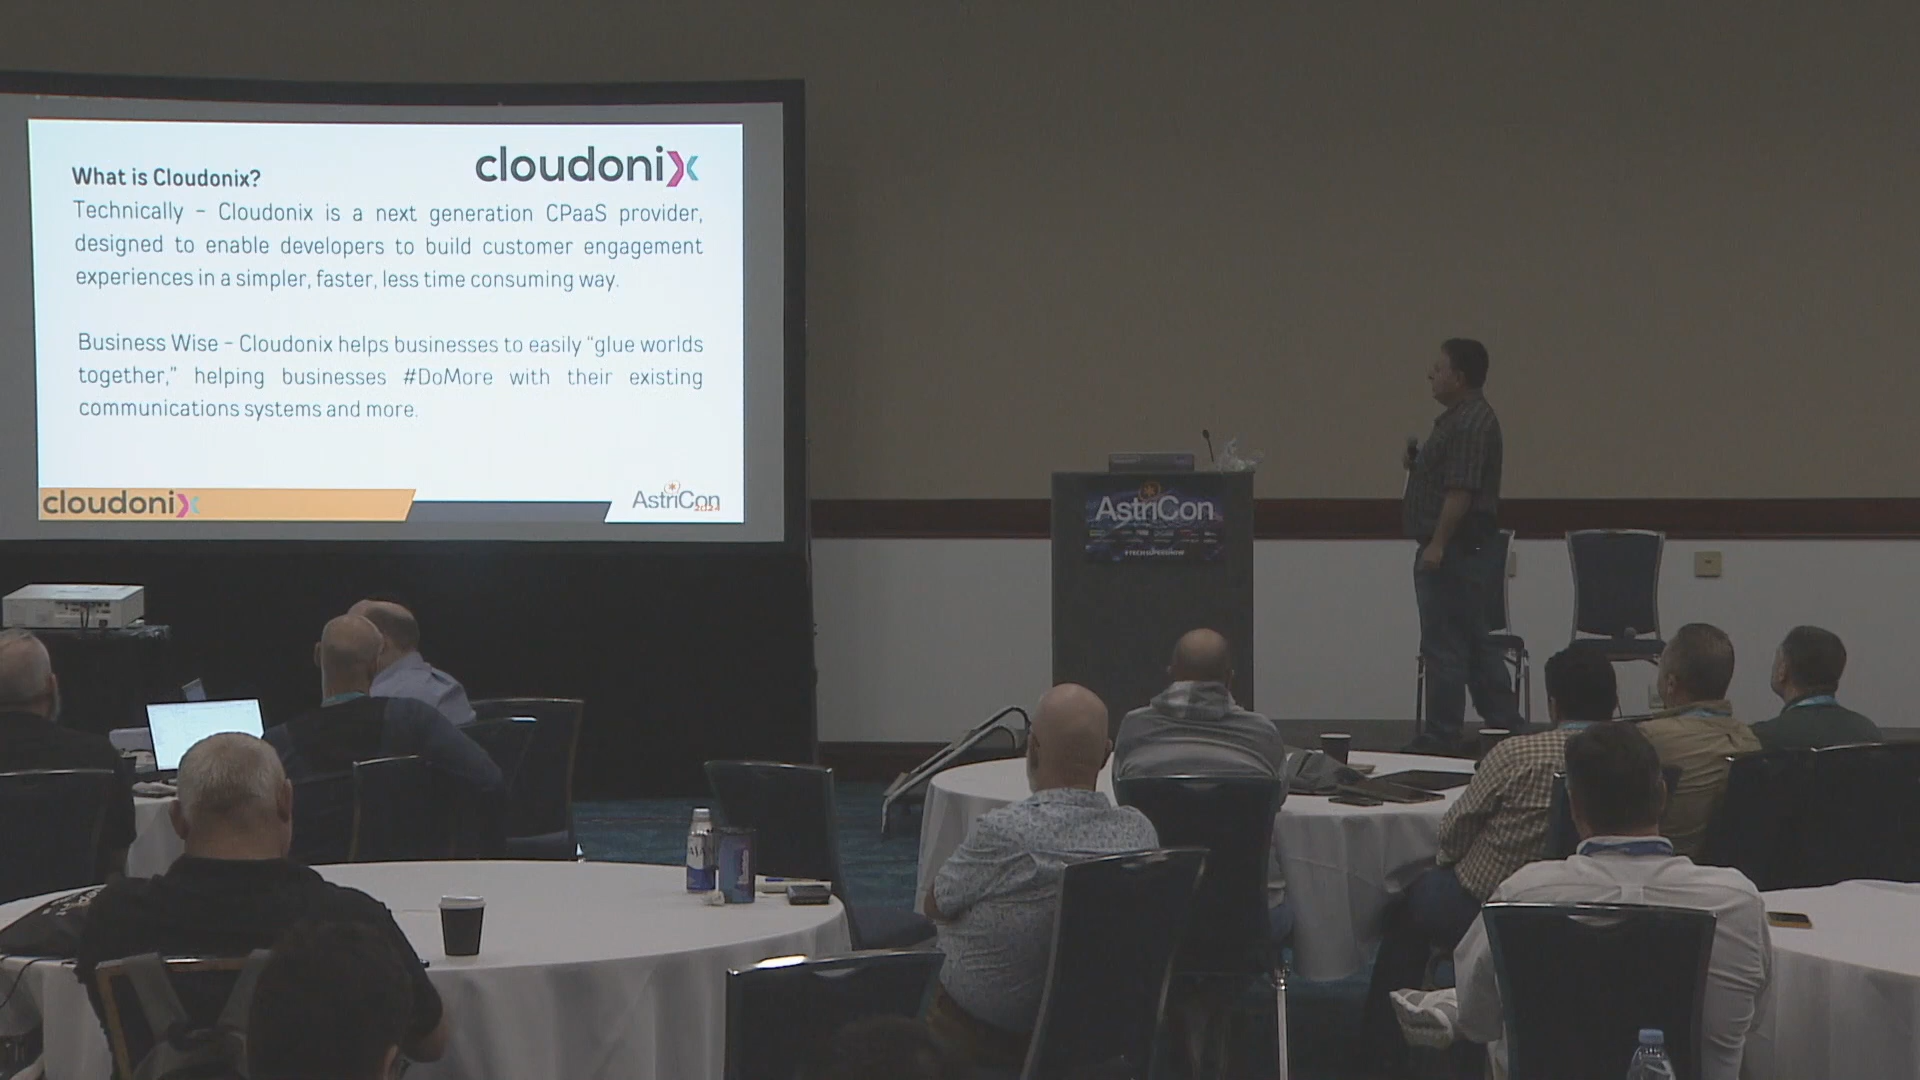 cloudonix
What is Cloudonix?
Technically - Cloudonix is a next generation CPaaS provider,
designed to enable developers to build customer engagement
experiences in a simpler, faster, less time consuming way.
Business Wise - Cloudonix helps businesses to easily “glue worlds
together,” helping businesses #DoMore with their existing
communications systems and more.
cloudonix
AstriCon
2024
AstriCon